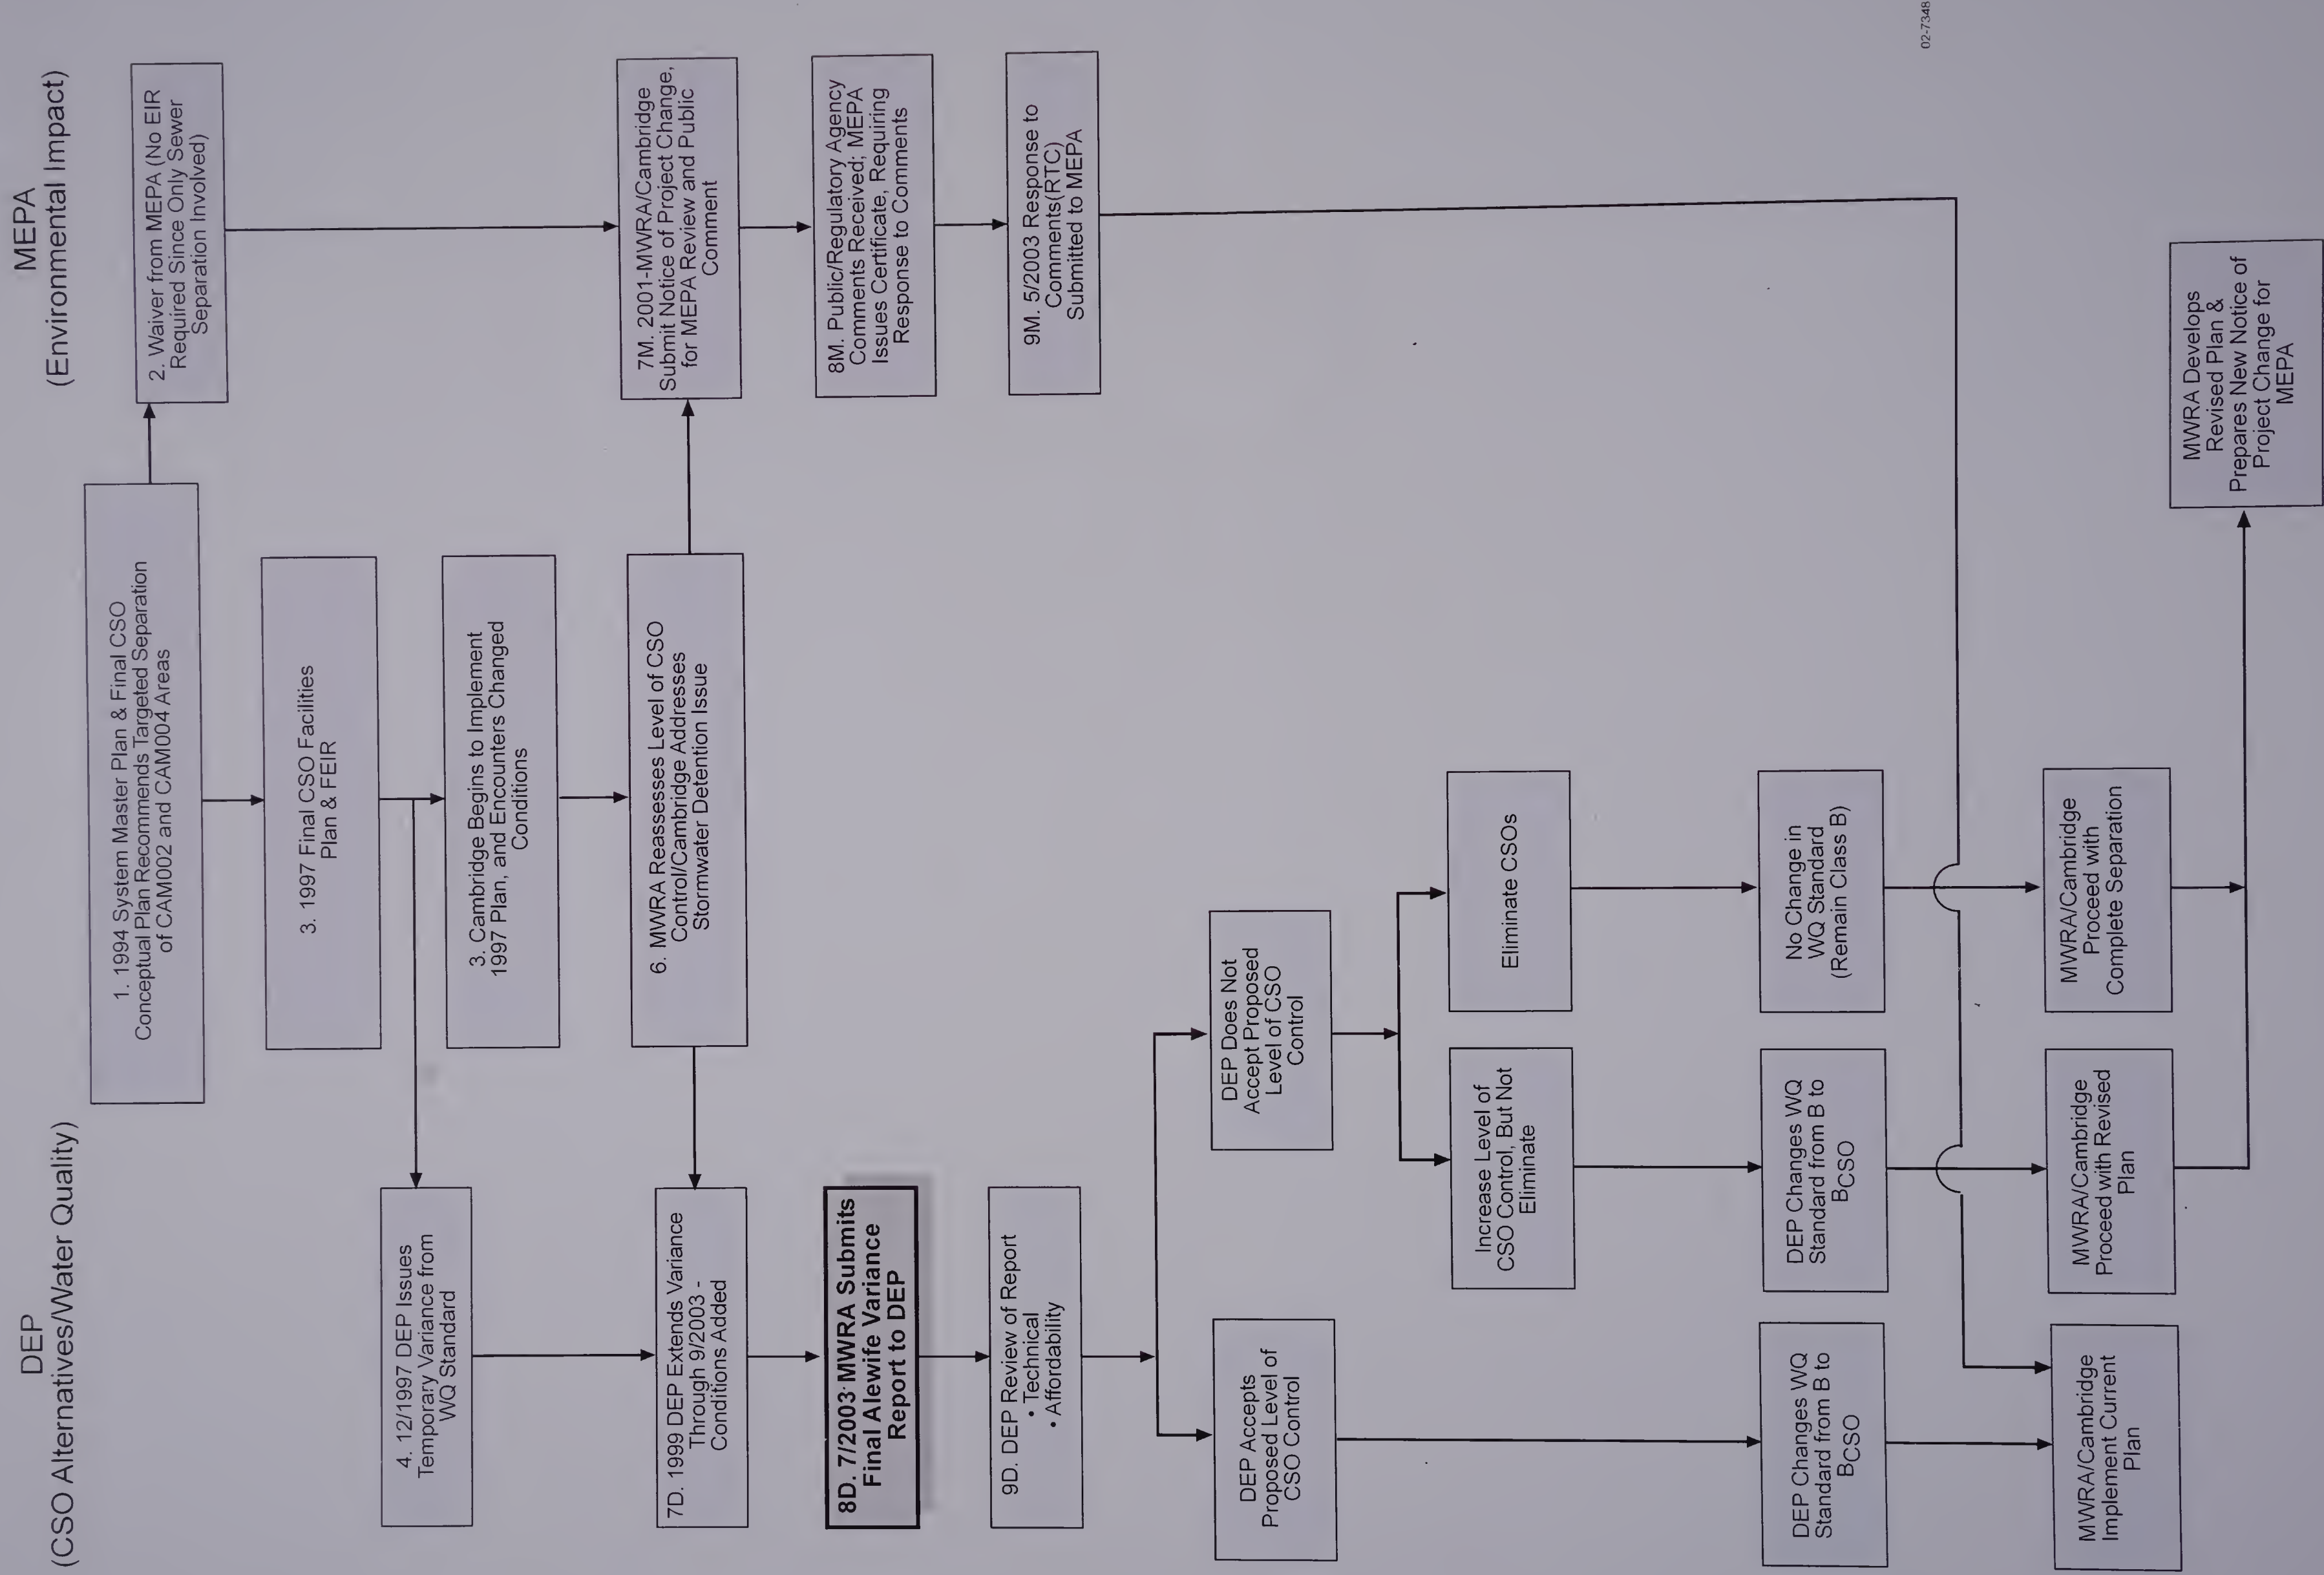 DEP
(CSO Alternatives/Water Quality)
MEPA
(Environmental Impact)
1. 1994 System Master Plan & Final CSO
Conceptual Plan Recommends Targeted Separation
of CAM002 and CAM004 Areas
2. Waiver from MEPA (No EIR
Required Since Only Sewer
Separation Involved)
3. 1997 Final CSO Facilities
Plan & FEIR
4. 12/1997 DEP Issues
Temporary Variance from
WQ Standard
3. Cambridge Begins to Implement
1997 Plan, and Encounters Changed
Conditions
6. MWRA Reassesses Level of CSO
Control/Cambridge Addresses
Stormwater Detention Issue
7D. 1999 DEP Extends Variance
Through 9/2003 -
Conditions Added
7M. 2001-MWRA/Cambridge
Submit Notice of Project Change,
for MEPA Review and Public
Comment
8D. 7/2003 MWRA Submits
Final Alewife Variance
Report to DEP
8M. Public/Regulatory Agency
Comments Received; MEPA
Issues Certificate, Requiring
Response to Comments
9D. DEP Review of Report
• Technical
• Affordability
9M. 5/2003 Response to
Comments(RTC)
Submitted to MEPA
DEP Accepts
Proposed Level of
CSO Control
DEP Does Not
Accept Proposed
Level of CSO
Control
Increase Level of
CSO Control, But Not
Eliminate
Eliminate CSOs
DEP Changes WQ
Standard from B to
BCSO
DEP Changes WQ
Standard from B to
BCSO
No Change in
WQ Standard
(Remain Class B)
MWRA/Cambridge
Implement Current
Plan
MWRA/Cambridge
Proceed with Revised
Plan
MWRA/Cambridge
Proceed with
Complete Separation
MWRA Develops
Revised Plan &
Prepares New Notice of
Project Change for
MEPA
02-7348